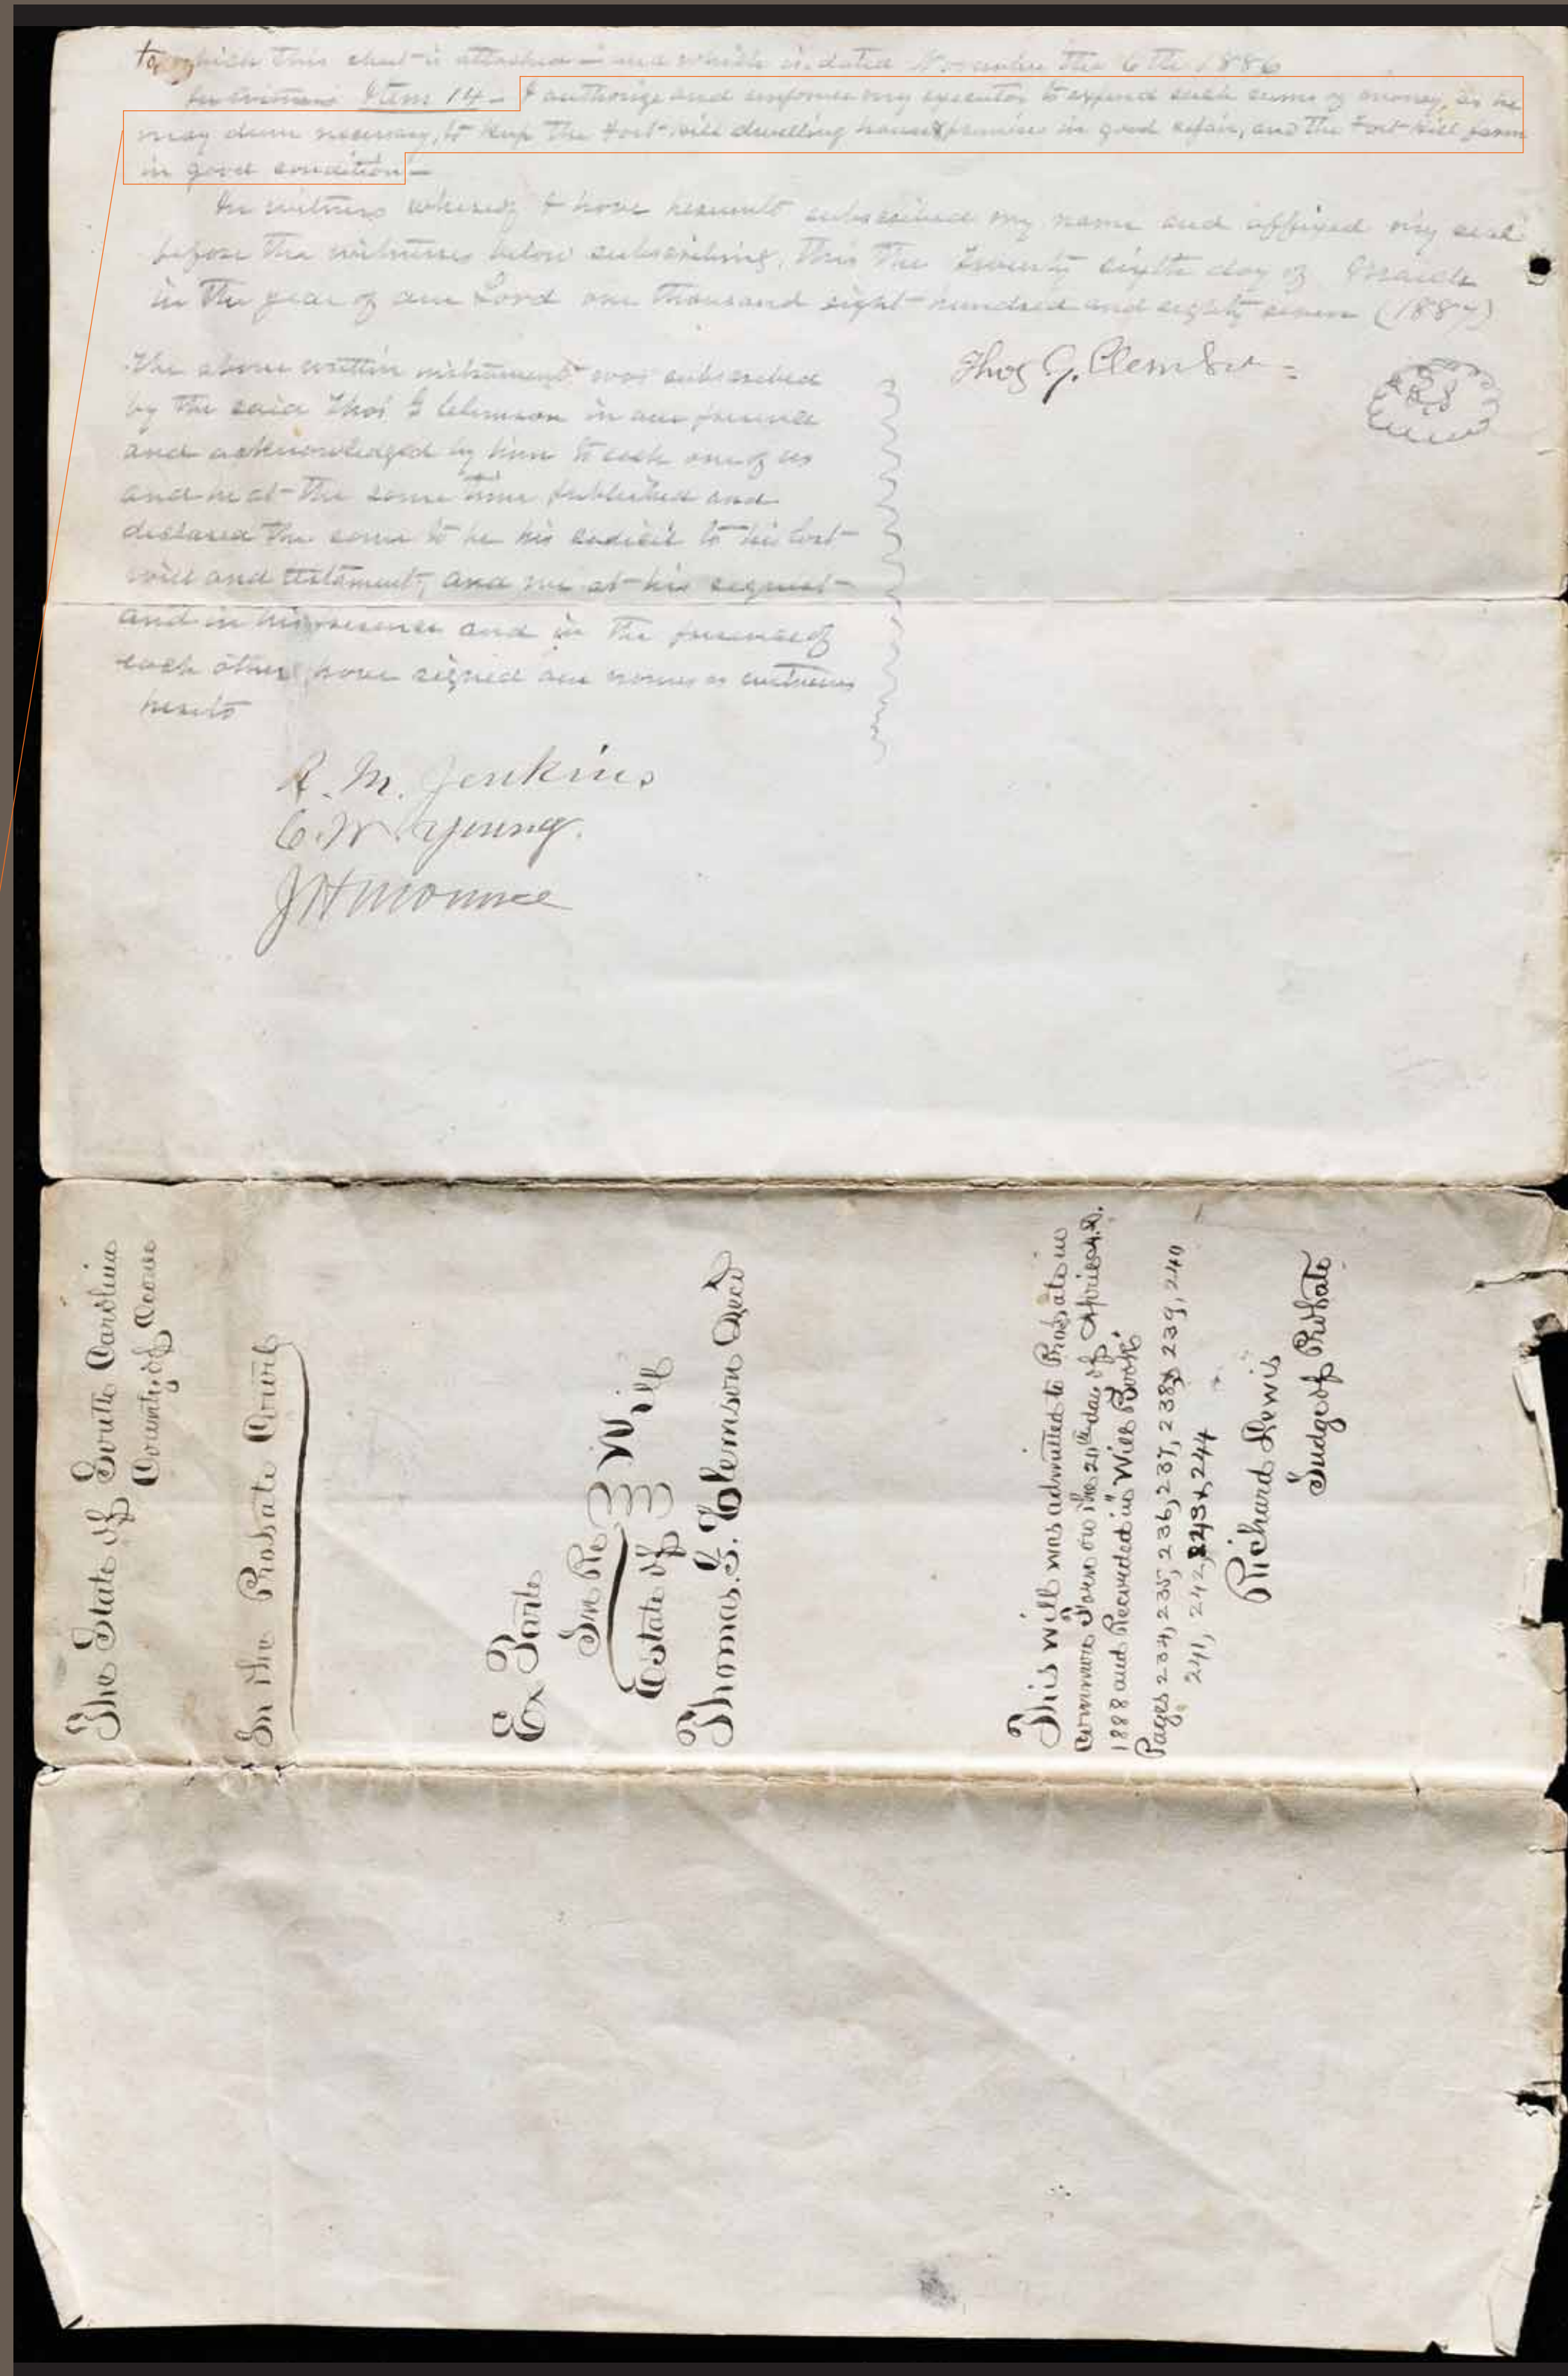 to which this sheet is attached - and which is dated November the 6th 1886
In witness Item 14 - I authorize and empower my executor to expend such sums of money, as he
may deem necessary, to keep the Fort-Hill dwelling house & premises in good repair, and the Fort Hill farm
in good condition -
In witness whereof I have hereunto subscribed my name and affixed my seal
before the witnesses below subscribing, this the Twenty sixth day of March
in the year of our Lord one thousand eight hundred and eighty seven (1887)
Thos G. Clemson
LS
The above written instrument was subscribed
by the said Thos G Clemson in our presence
and acknowledged by him to each one of us
and he at the same time published and
declared the same to be his codicil to his last
will and testament, and we at his request
and in his presence and in the presence of
each other have signed our names as witnesses
hereto
R. M. Jenkins
C. W. Young.
J H Mounce
The State of South Carolina
County of Oconee
In the Probate Court
Ex Parte
In Re
Will
Estate of
Thomas. G. Clemson Decd
This will was admitted to Probate in
Common Form on the day of April A.D.
1888 and Recorded in "Will Book"
Pages 234, 235, 236, 237, 238, 239, 240
241, 242, 243 & 244
Richard Lewis
Judge of Probate